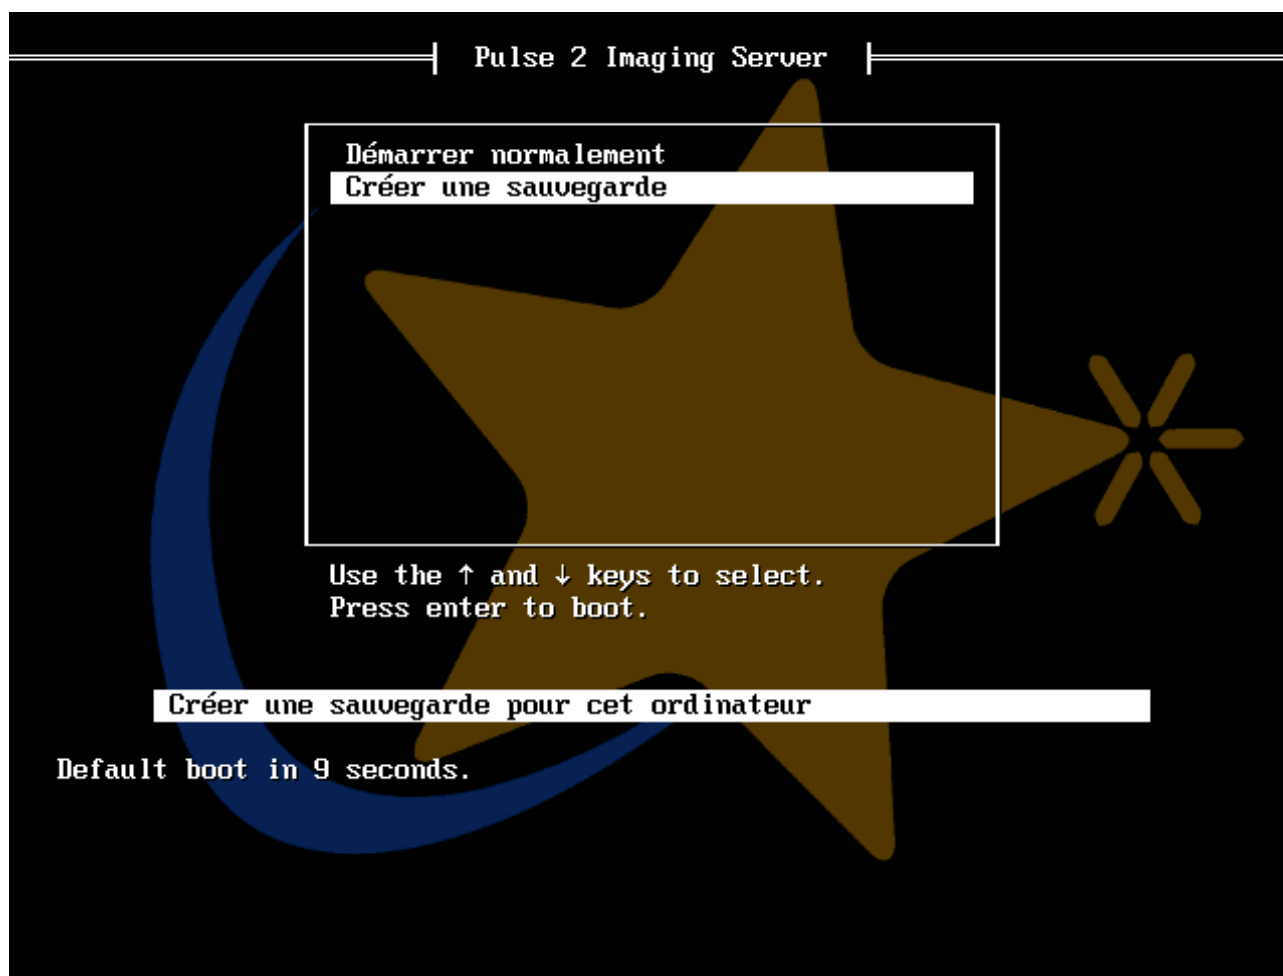 Pulse 2 Imaging Server
Démarrer normalement
Créer une sauvegarde
Use the ↑ and ↓ keys to select.
Press enter to boot.
Créer une sauvegarde pour cet ordinateur
Default boot in 9 seconds.